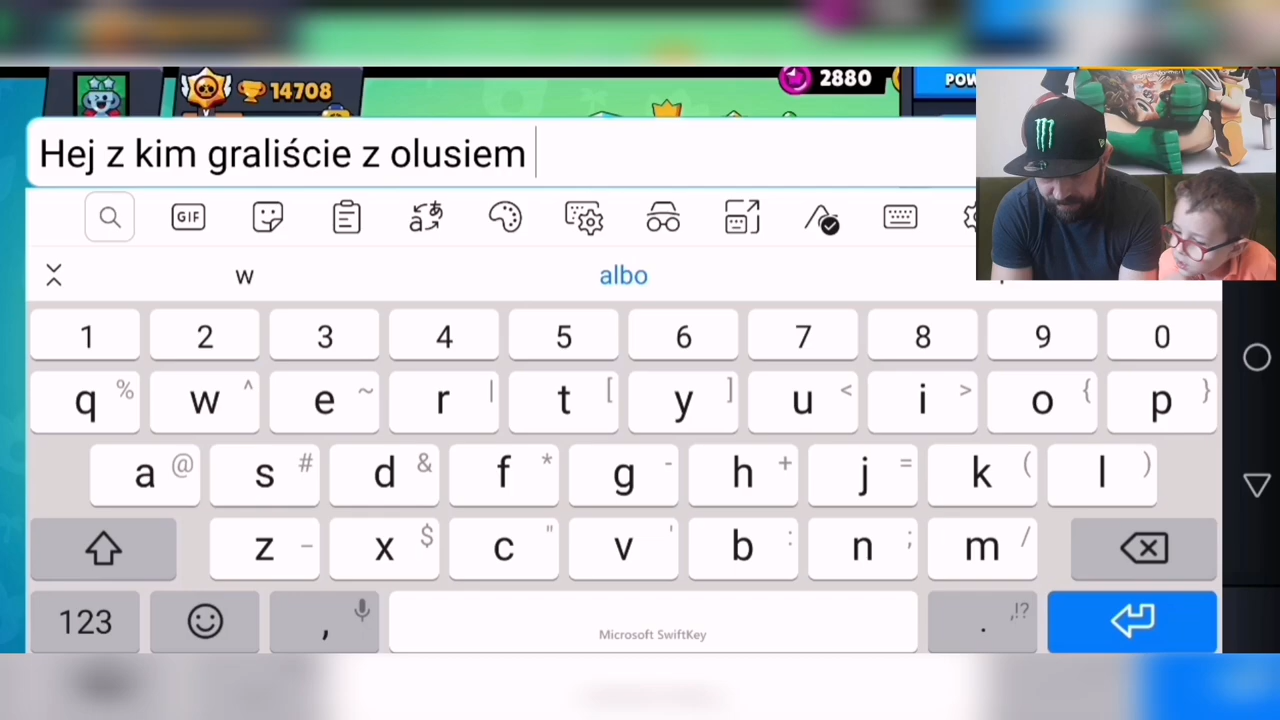 14708
2880
POW
Hej z kim graliście z olusiem
GIF
w albo
1 2 3 4 5 6 7 8 9 0
q % w ^ e ~ r | t [ y ] u < i > o { p }
a @ s # d & f * g - h + j = k ( l )
z _ x $ c " v ' b : n ; m /
123 , Microsoft SwiftKey . ,!?